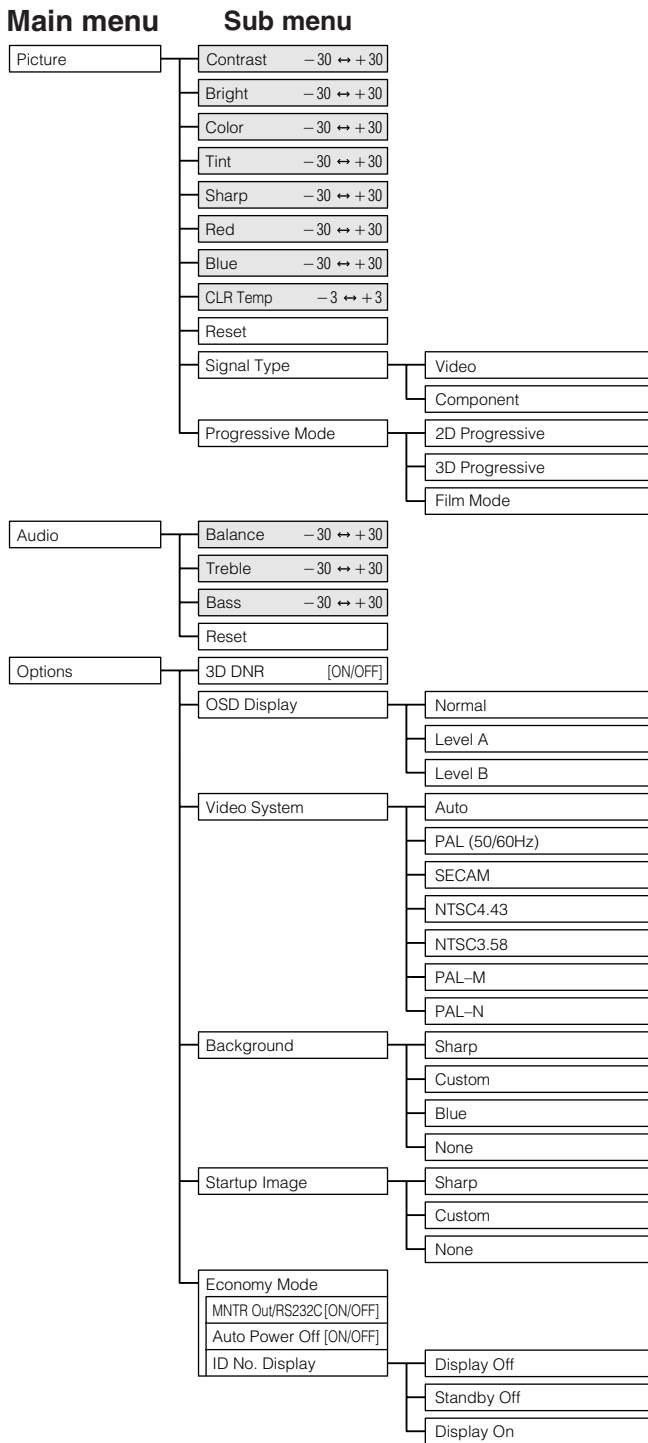 Main menu Sub menu
Picture Contrast −30 ↔ +30
Bright −30 ↔ +30
Color −30 ↔ +30
Tint −30 ↔ +30
Sharp −30 ↔ +30
Red −30 ↔ +30
Blue −30 ↔ +30
CLR Temp −3 ↔ +3
Reset
Signal Type Video
Component
Progressive Mode 2D Progressive
3D Progressive
Film Mode
Audio Balance −30 ↔ +30
Treble −30 ↔ +30
Bass −30 ↔ +30
Reset
Options 3D DNR [ON/OFF]
OSD Display Normal
Level A
Level B
Video System Auto
PAL (50/60Hz)
SECAM
NTSC4.43
NTSC3.58
PAL–M
PAL–N
Background Sharp
Custom
Blue
None
Startup Image Sharp
Custom
None
Economy Mode
MNTR Out/RS232C [ON/OFF]
Auto Power Off [ON/OFF]
ID No. Display Display Off
Standby Off
Display On